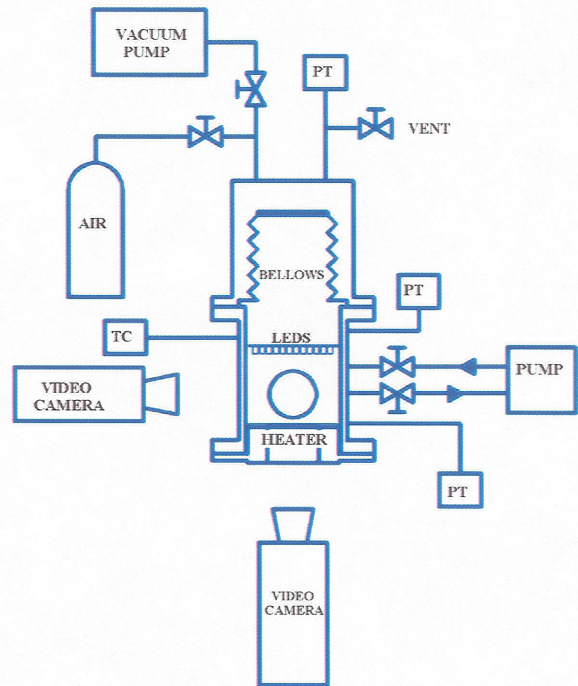 VACUUM
PUMP
PT
VENT
AIR
BELLOWS
PT
TC
LEDS
VIDEO
CAMERA
PUMP
HEATER
PT
VIDEO
CAMERA